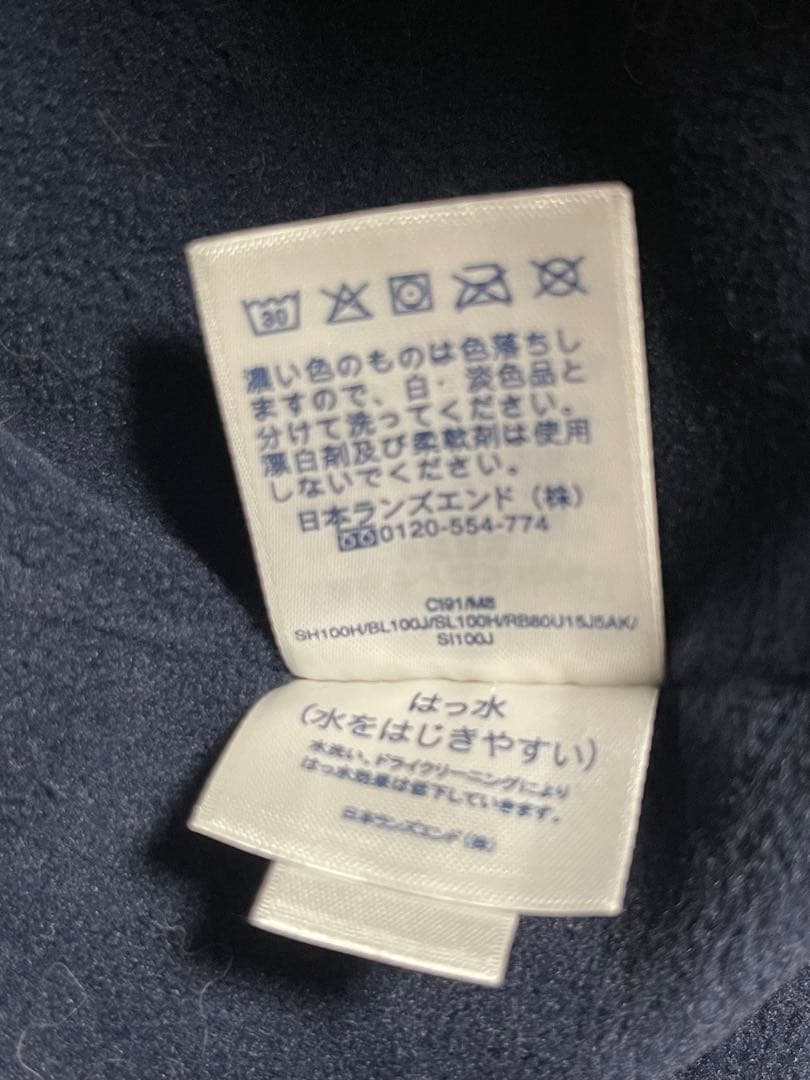 30
濃い色のものは色落ちし
ますので、白・淡色品と
分けて洗ってください。
漂白剤及び柔軟剤は使用
しないでください。
日本ランズエンド（株）
0120-554-774
C191/M8
SH100H/BL100J/SL100H/RB80U15J5AK/
SI100J
はっ水
（水をはじきやすい）
水洗い、ドライクリーニングにより
はっ水効果は低下していきます。
日本ランズエンド（株）